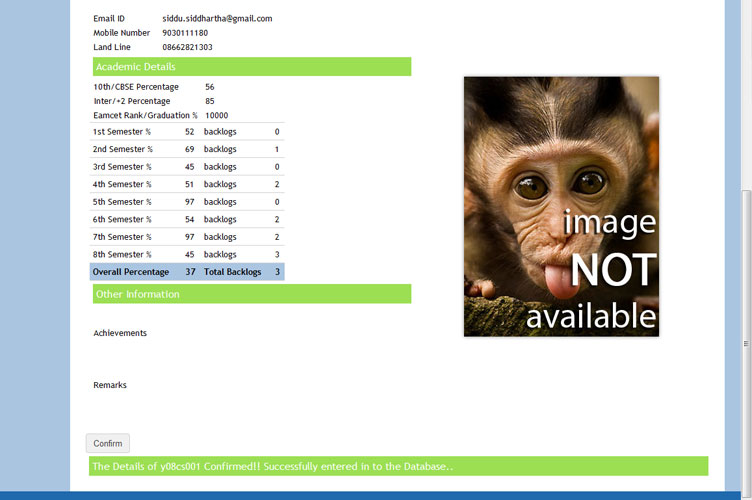 Email ID siddu.siddhartha@gmail.com
Mobile Number 9030111180
Land Line 08662821303
Academic Details
10th/CBSE Percentage 56
Inter/+2 Percentage 85
Eamcet Rank/Graduation % 10000
1st Semester % 52 backlogs 0
2nd Semester % 69 backlogs 1
3rd Semester % 45 backlogs 0
4th Semester % 51 backlogs 2
5th Semester % 97 backlogs 0
6th Semester % 54 backlogs 2
7th Semester % 97 backlogs 2
8th Semester % 45 backlogs 3
Overall Percentage 37 Total Backlogs 3
Other Information
image
NOT
available
Achievements
Remarks
Confirm
The Details of y08cs001 Confirmed!! Successfully entered in to the Database..